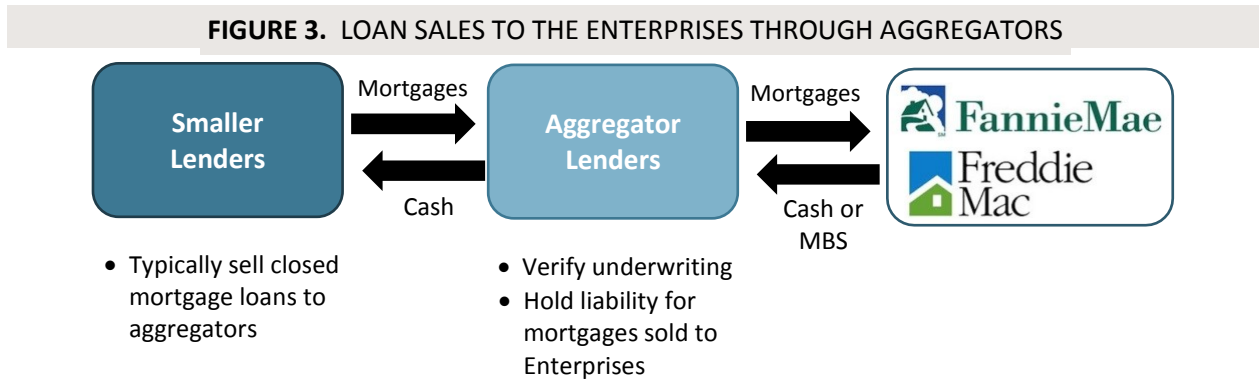 FIGURE 3. LOAN SALES TO THE ENTERPRISES THROUGH AGGREGATORS
Smaller
Lenders
Mortgages
Cash
Aggregator
Lenders
Mortgages
Cash or
MBS
FannieMae
SM
Freddie
Mac
• Typically sell closed
mortgage loans to
aggregators
• Verify underwriting
• Hold liability for
mortgages sold to
Enterprises